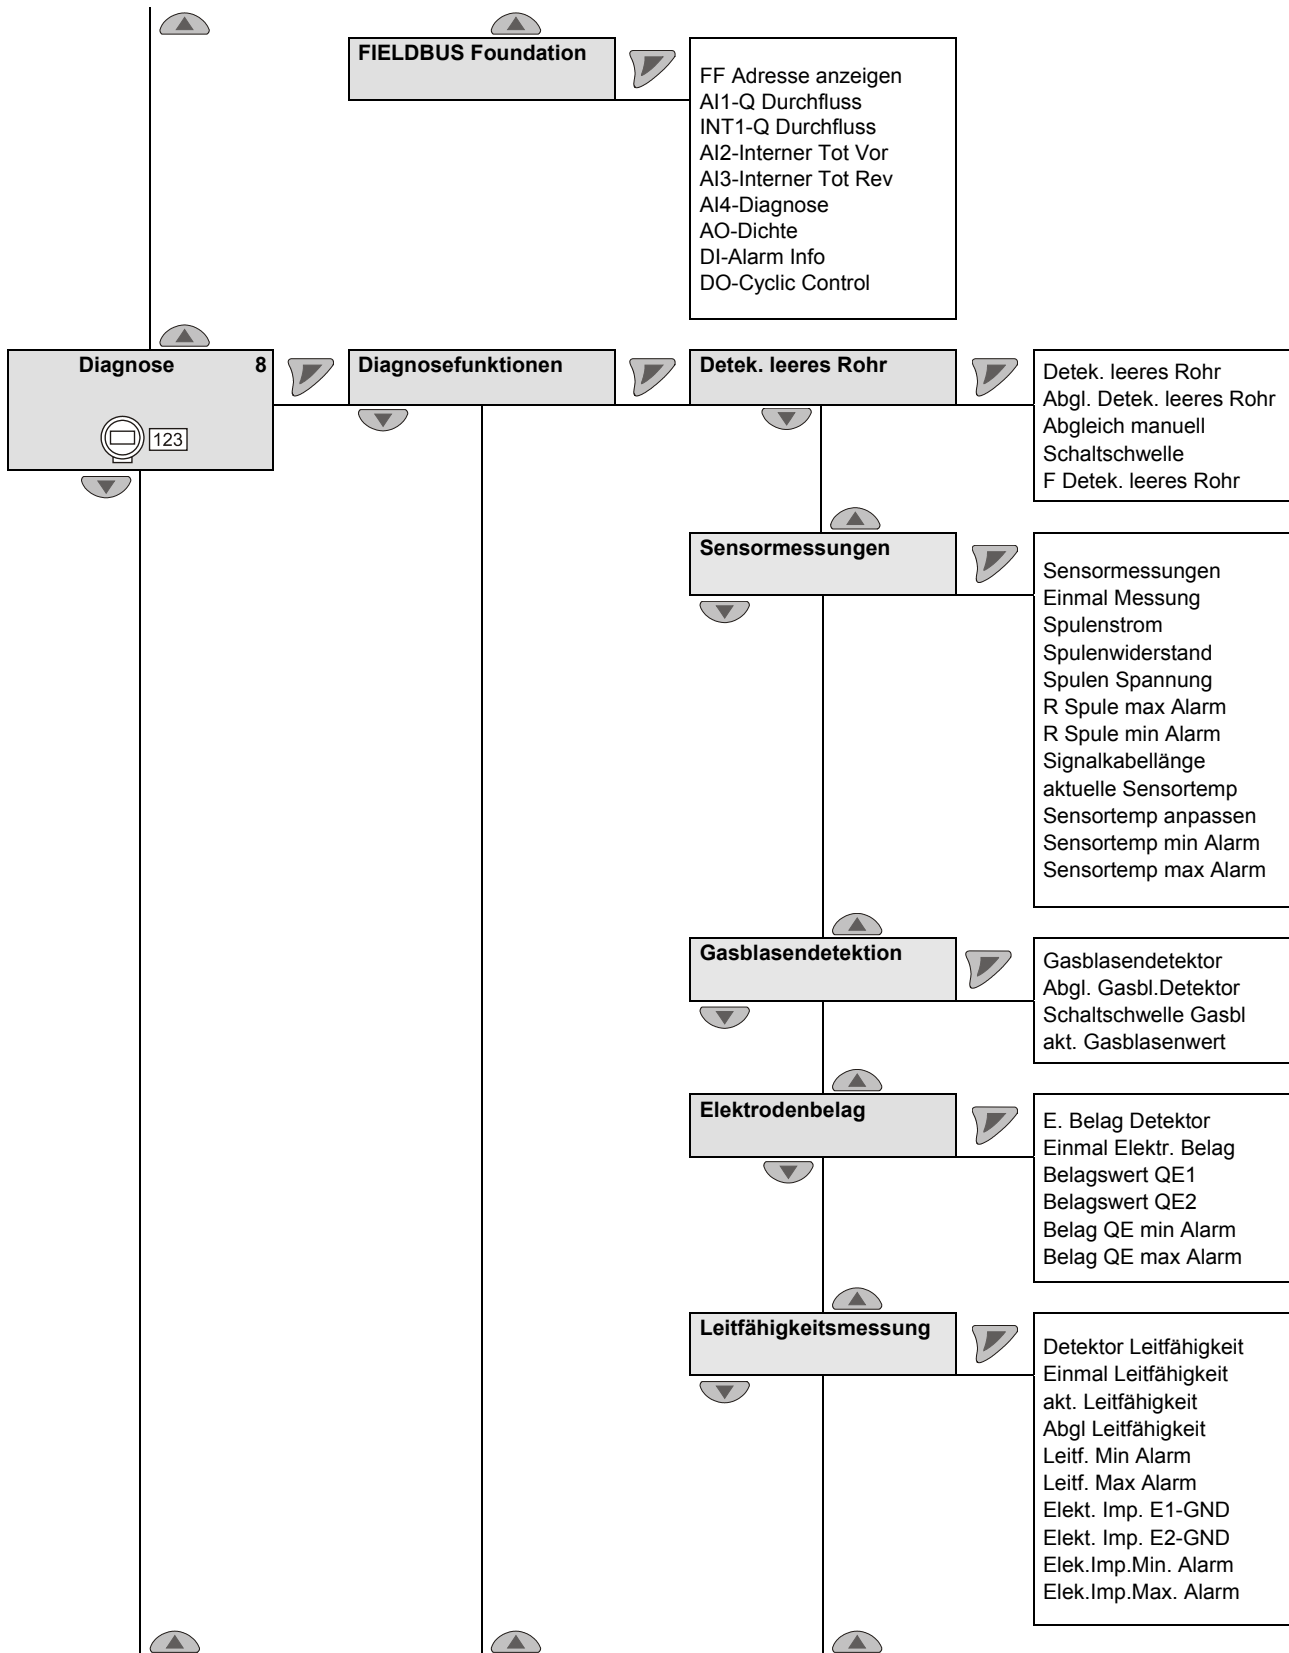 FIELDBUS Foundation
FF Adresse anzeigen
AI1-Q Durchfluss
INT1-Q Durchfluss
AI2-Interner Tot Vor
AI3-Interner Tot Rev
AI4-Diagnose
AO-Dichte
DI-Alarm Info
DO-Cyclic Control
Diagnose 8
123
Diagnosefunktionen
Detek. leeres Rohr
Detek. leeres Rohr
Abgl. Detek. leeres Rohr
Abgleich manuell
Schaltschwelle
F Detek. leeres Rohr
Sensormessungen
Sensormessungen
Einmal Messung
Spulenstrom
Spulenwiderstand
Spulen Spannung
R Spule max Alarm
R Spule min Alarm
Signalkabellänge
aktuelle Sensortemp
Sensortemp anpassen
Sensortemp min Alarm
Sensortemp max Alarm
Gasblasendetektion
Gasblasendetektor
Abgl. Gasbl.Detektor
Schaltschwelle Gasbl
akt. Gasblasenwert
Elektrodenbelag
E. Belag Detektor
Einmal Elektr. Belag
Belagswert QE1
Belagswert QE2
Belag QE min Alarm
Belag QE max Alarm
Leitfähigkeitsmessung
Detektor Leitfähigkeit
Einmal Leitfähigkeit
akt. Leitfähigkeit
Abgl Leitfähigkeit
Leitf. Min Alarm
Leitf. Max Alarm
Elekt. Imp. E1-GND
Elekt. Imp. E2-GND
Elek.Imp.Min. Alarm
Elek.Imp.Max. Alarm